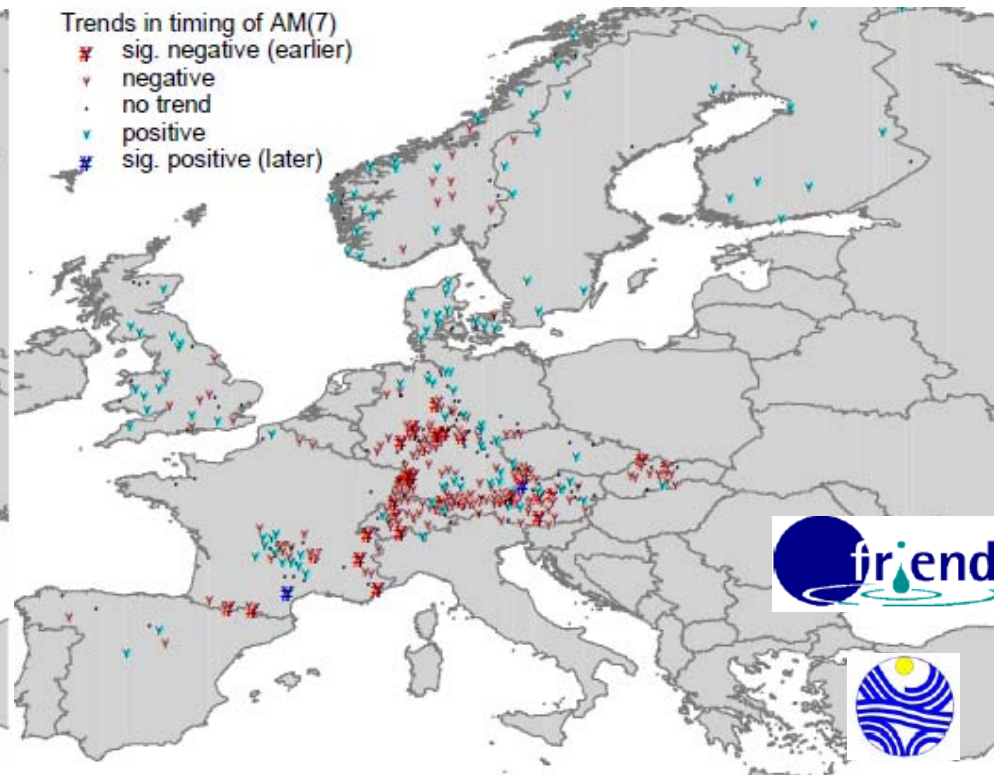 Trends in timing of AM(7)
sig. negative (earlier)
negative
no trend
positive
sig. positive (later)
friend